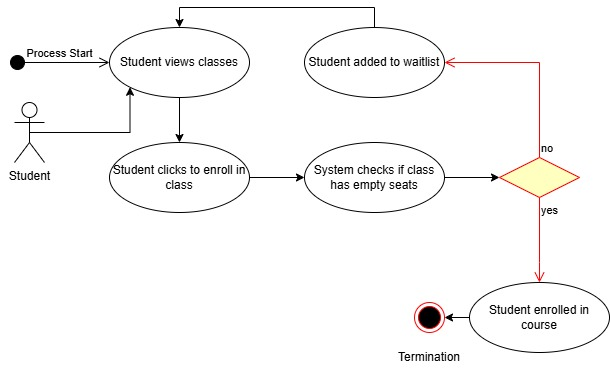 Process Start
Student views classes
Student added to waitlist
Student
Student clicks to enroll in
class
System checks if class
has empty seats
no
yes
Student enrolled in
course
Termination